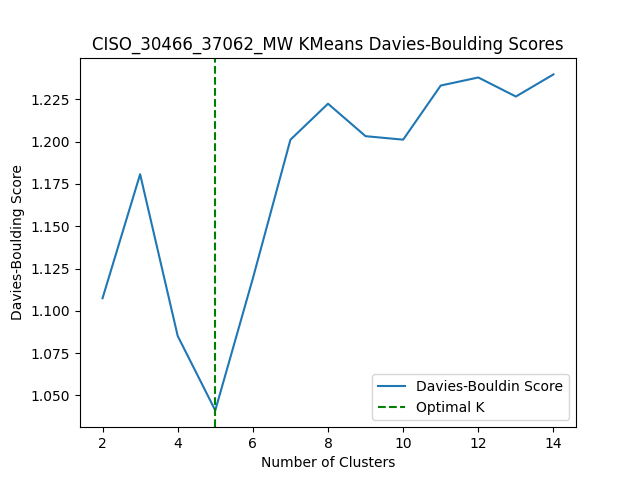 CISO_30466_37062_MW KMeans Davies-Boulding Scores
Davies-Boulding Score
1.225
1.200
1.175
1.150
1.125
1.100
1.075
1.050
Davies-Bouldin Score
Optimal K
2 4 6 8 10 12 14
Number of Clusters